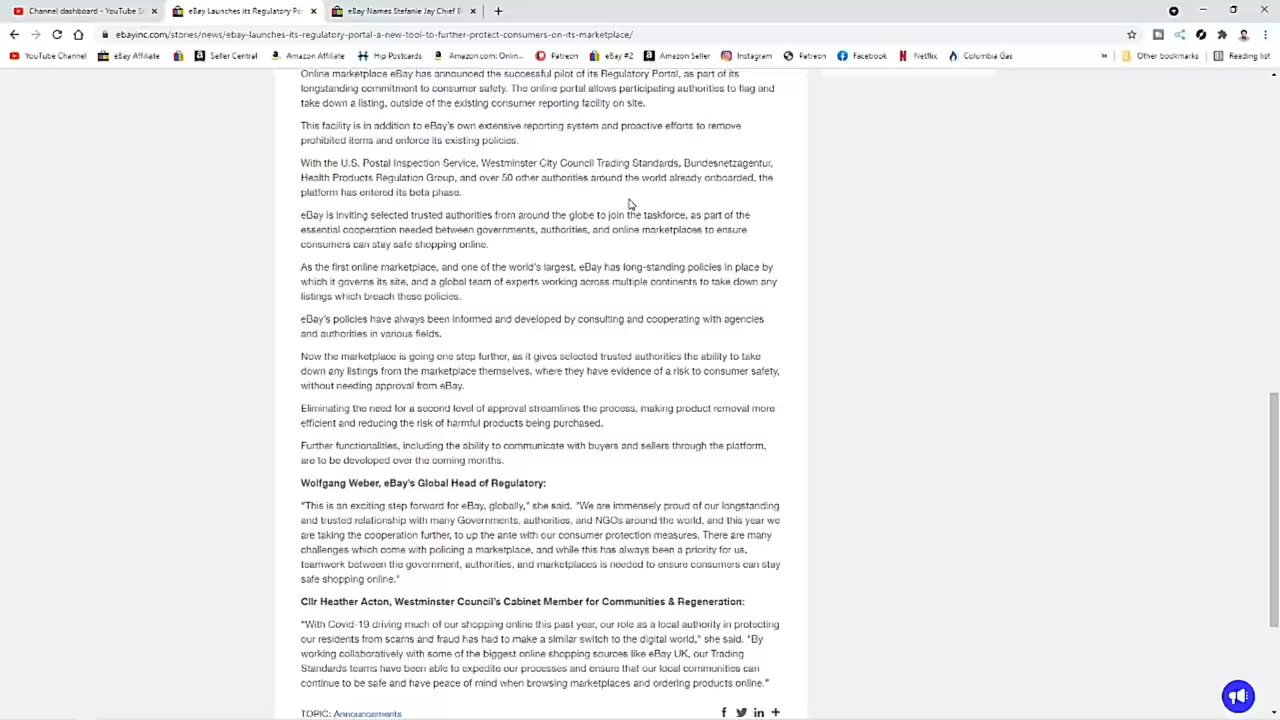 Channel dashboard - YouTube St
eBay Launches its Regulatory Po
eBay Names Stefanie Jay Chief B
ebayinc.com/stories/news/ebay-launches-its-regulatory-portal-a-new-tool-to-further-protect-consumers-on-its-marketplace/
YouTube Channel
eBay Affiliate
Seller Central
Amazon Affiliate
Hip Postcards
Amazon.com: Onlin...
Patreon
eBay #2
Amazon Seller
Instagram
Patreon
Facebook
Netflix
Columbia Gas
»
Other bookmarks
Reading list
Online marketplace eBay has announced the successful pilot of its Regulatory Portal, as part of its
longstanding commitment to consumer safety. The online portal allows participating authorities to flag and
take down a listing, outside of the existing consumer reporting facility on site.
This facility is in addition to eBay's own extensive reporting system and proactive efforts to remove
prohibited items and enforce its existing policies.
With the U.S. Postal Inspection Service, Westminster City Council Trading Standards, Bundesnetzagentur,
Health Products Regulation Group, and over 50 other authorities around the world already onboarded, the
platform has entered its beta phase.
eBay is inviting selected trusted authorities from around the globe to join the taskforce, as part of the
essential cooperation needed between governments, authorities, and online marketplaces to ensure
consumers can stay safe shopping online.
As the first online marketplace, and one of the world's largest, eBay has long-standing policies in place by
which it governs its site, and a global team of experts working across multiple continents to take down any
listings which breach these policies.
eBay's policies have always been informed and developed by consulting and cooperating with agencies
and authorities in various fields.
Now the marketplace is going one step further, as it gives selected trusted authorities the ability to take
down any listings from the marketplace themselves, where they have evidence of a risk to consumer safety,
without needing approval from eBay.
Eliminating the need for a second level of approval streamlines the process, making product removal more
efficient and reducing the risk of harmful products being purchased.
Further functionalities, including the ability to communicate with buyers and sellers through the platform,
are to be developed over the coming months.
Wolfgang Weber, eBay's Global Head of Regulatory:
"This is an exciting step forward for eBay, globally," she said. "We are immensely proud of our longstanding
and trusted relationship with many Governments, authorities, and NGOs around the world, and this year we
are taking the cooperation further, to up the ante with our consumer protection measures. There are many
challenges which come with policing a marketplace, and while this has always been a priority for us,
teamwork between the government, authorities, and marketplaces is needed to ensure consumers can stay
safe shopping online."
Cllr Heather Acton, Westminster Council's Cabinet Member for Communities & Regeneration:
"With Covid-19 driving much of our shopping online this past year, our role as a local authority in protecting
our residents from scams and fraud has had to make a similar switch to the digital world," she said. "By
working collaboratively with some of the biggest online shopping sources like eBay UK, our Trading
Standards teams have been able to expedite our processes and ensure that our local communities can
continue to be safe and have peace of mind when browsing marketplaces and ordering products online."
TOPIC: Announcements